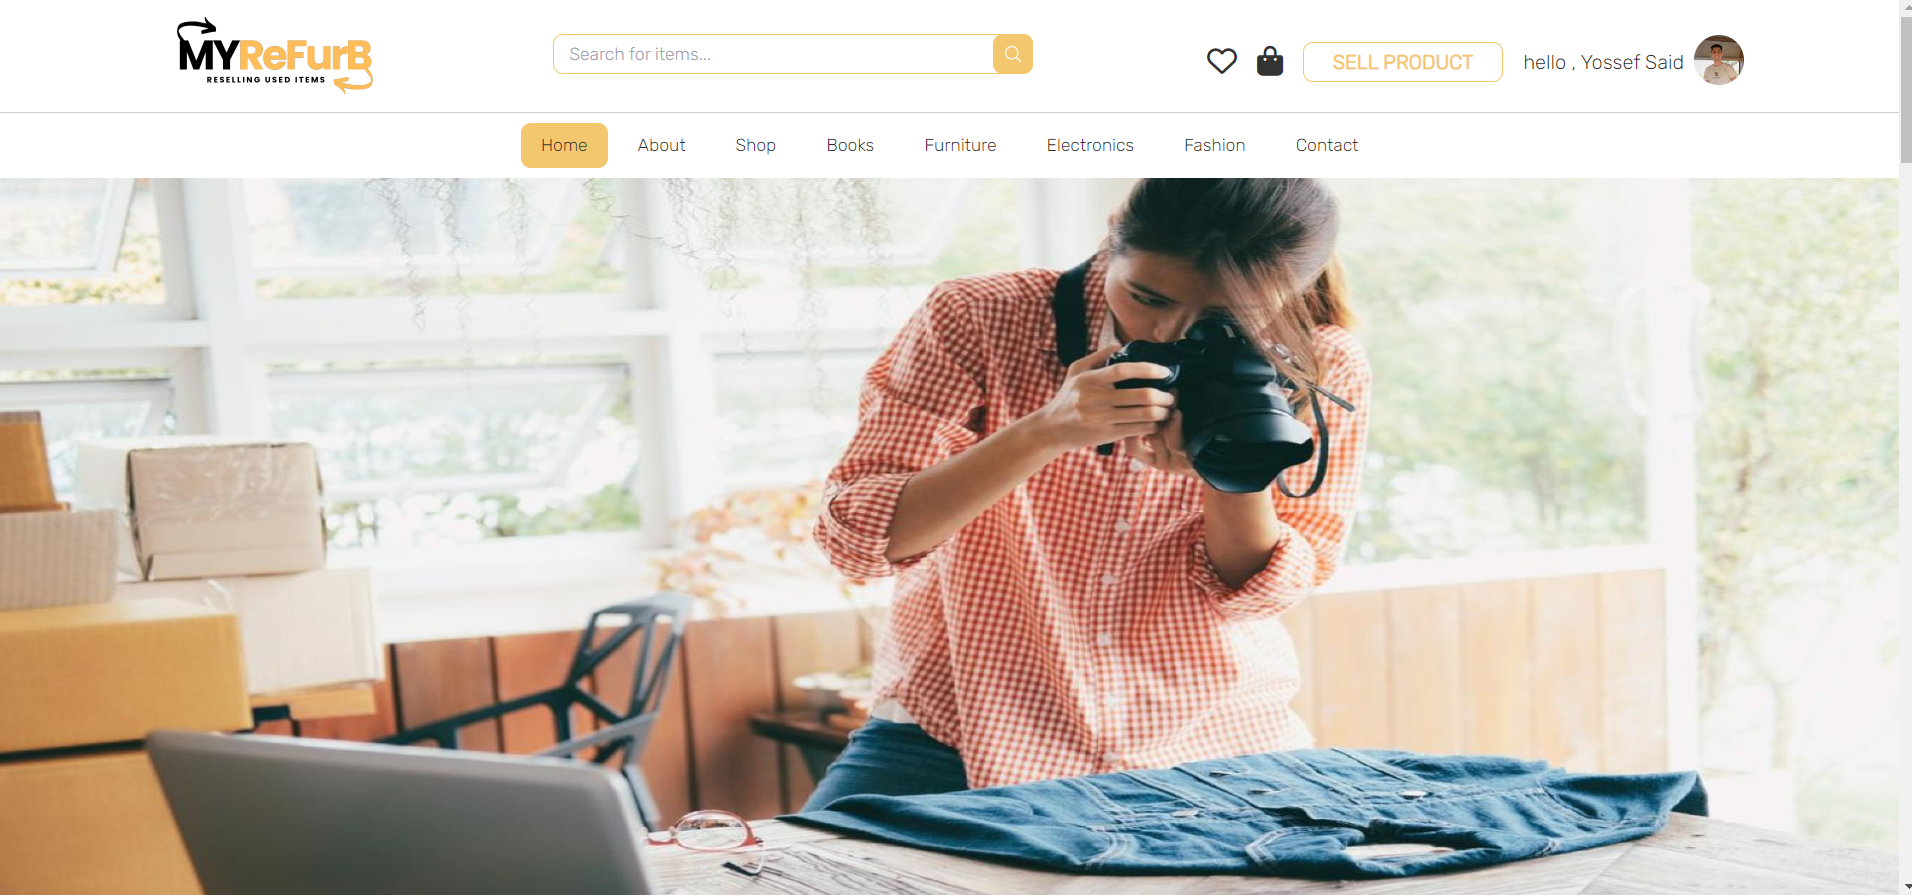 MYReFurB
RESELLING USED ITEMS
Search for items...
SELL PRODUCT
hello , Yossef Said
Home
About
Shop
Books
Furniture
Electronics
Fashion
Contact